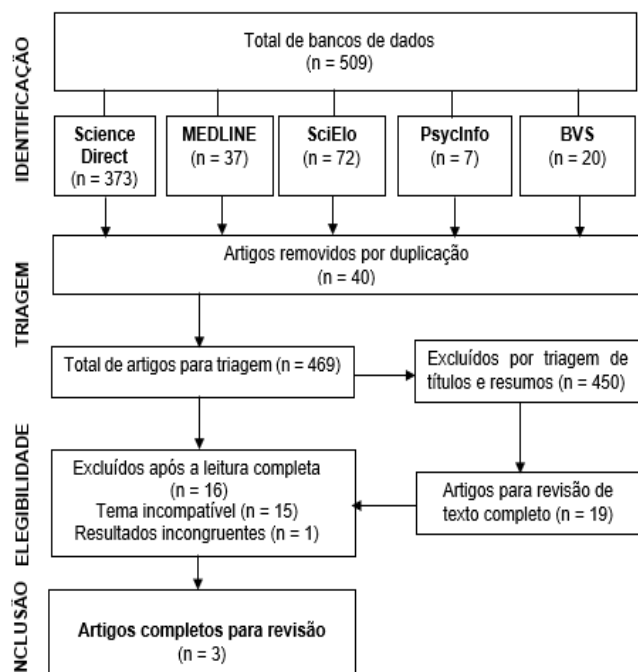 IDENTIFICAÇÃO
Total de bancos de dados
(n = 509)
Science
Direct
(n = 373)
MEDLINE
(n = 37)
SciElo
(n = 72)
PsycInfo
(n = 7)
BVS
(n = 20)
TRIAGEM
Artigos removidos por duplicação
(n = 40)
Total de artigos para triagem (n = 469)
Excluídos por triagem de
títulos e resumos (n = 450)
ELEGIBILIDADE
Excluídos após a leitura completa
(n = 16)
Tema incompatível (n = 15)
Resultados incongruentes (n = 1)
Artigos para revisão de
texto completo (n = 19)
NCLUSÃO
Artigos completos para revisão
(n = 3)